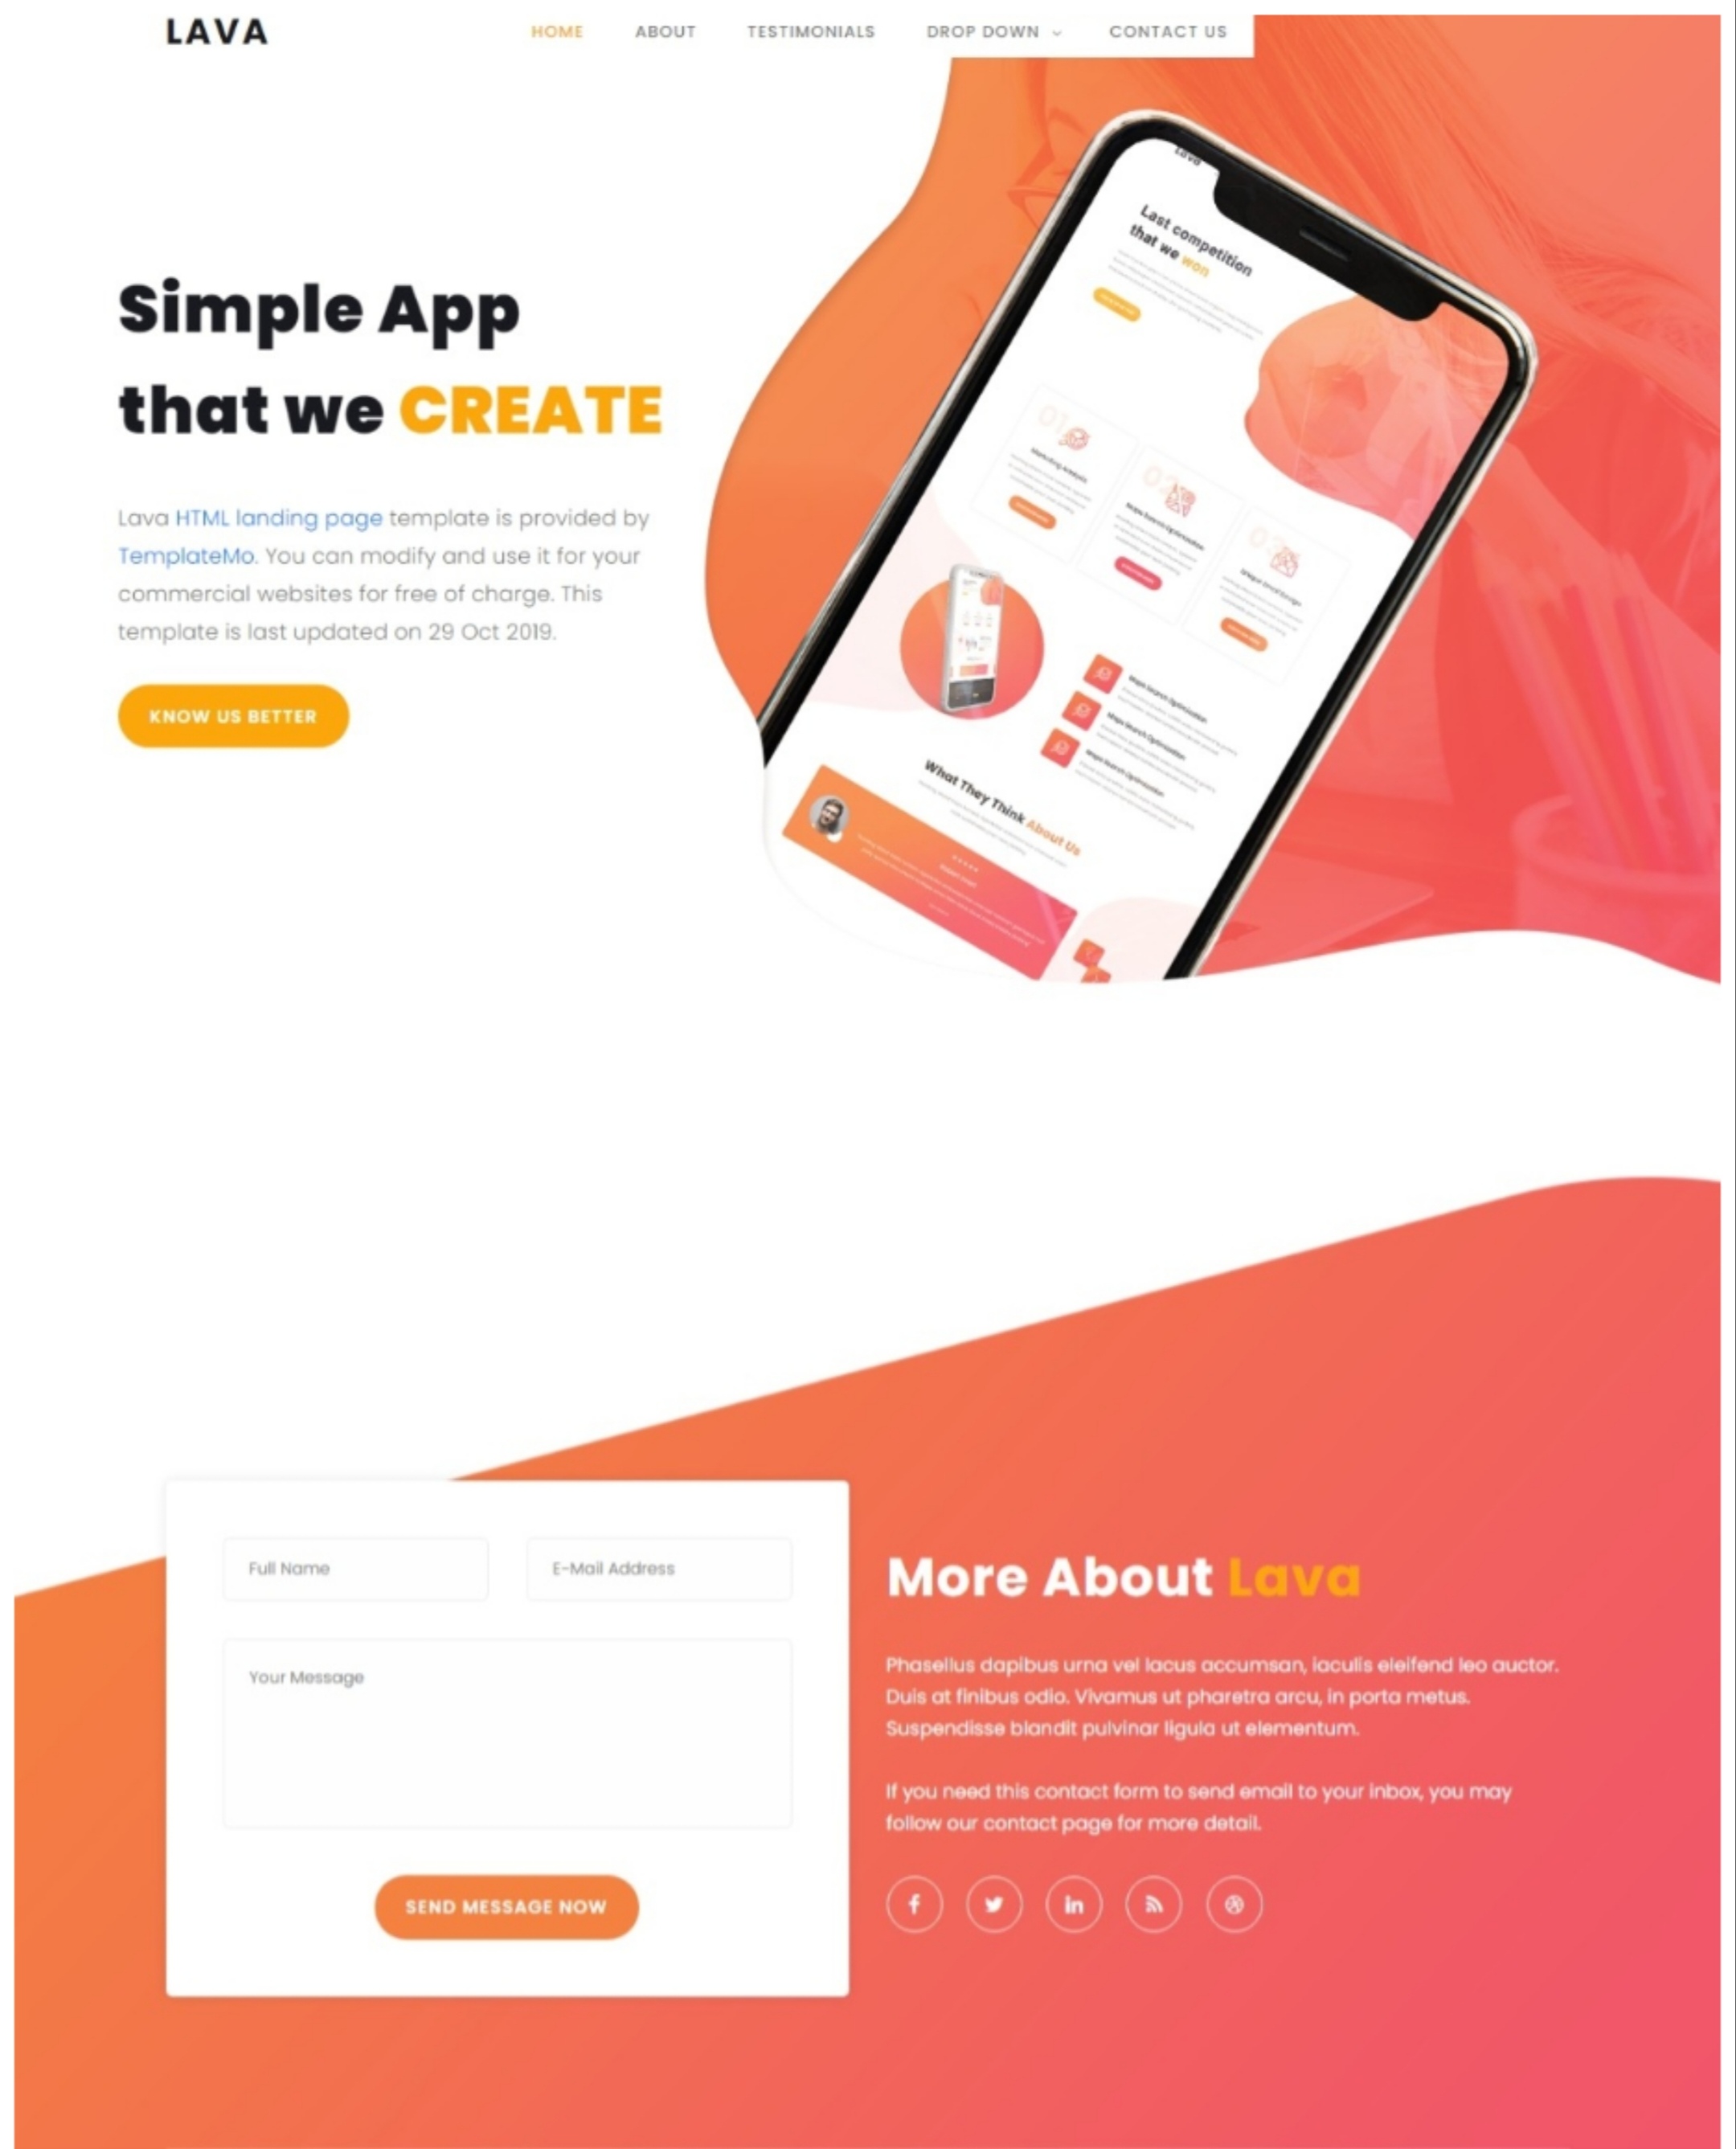 LAVA
HOME ABOUT TESTIMONIALS DROP DOWN CONTACT US
Simple App
that we CREATE
Lava HTML landing page template is provided by
TemplateMo. You can modify and use it for your
commercial websites for free of charge. This
template is last updated on 29 Oct 2019.
KNOW US BETTER
Lava
Last competition
that we won
01
02
03
Marketing Analysis
What They Think About Us
Full Name
E-Mail Address
Your Message
SEND MESSAGE NOW
More About Lava
Phasellus dapibus urna vel lacus accumsan, iaculis eleifend leo auctor.
Duis at finibus odio. Vivamus ut pharetra arcu, in porta metus.
Suspendisse blandit pulvinar ligula ut elementum.
If you need this contact form to send email to your inbox, you may
follow our contact page for more detail.